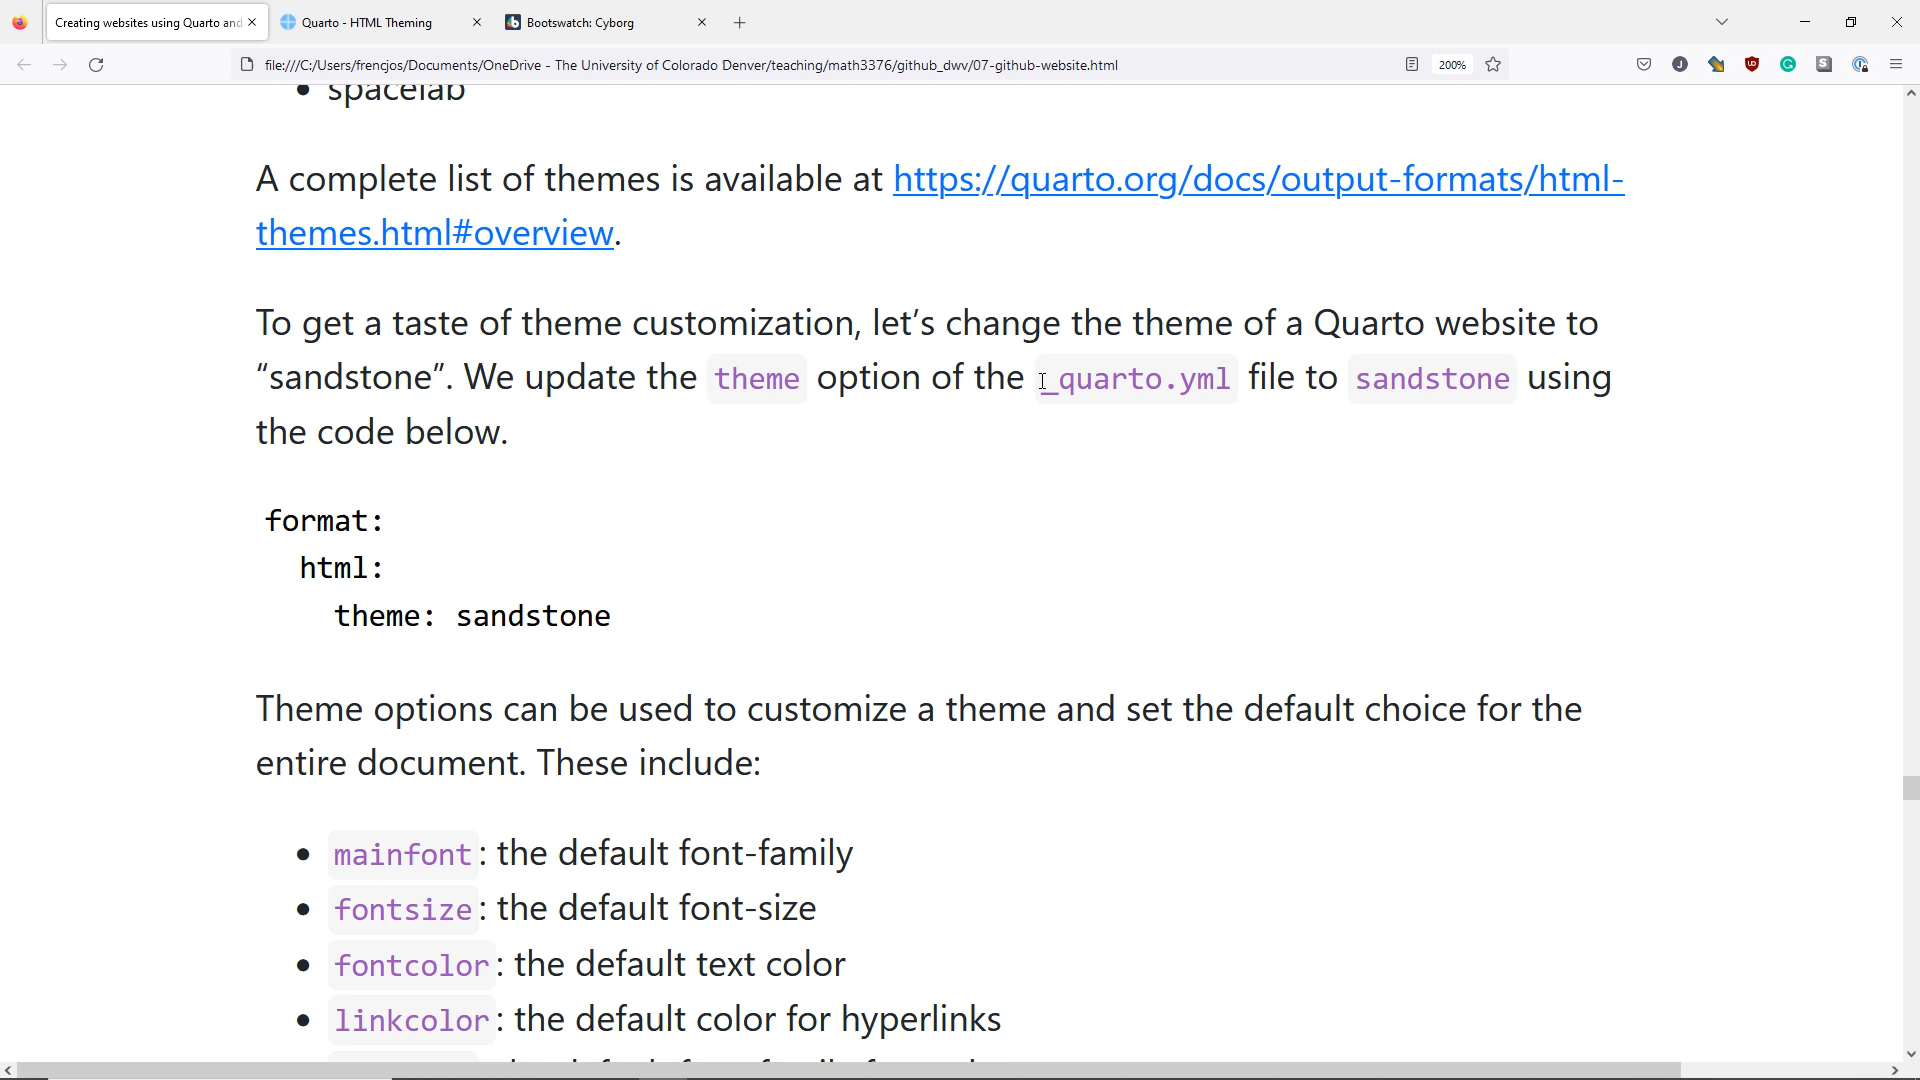 Creating websites using Quarto and
Quarto - HTML Theming
Bootswatch: Cyborg
file:///C:/Users/frencjos/Documents/OneDrive - The University of Colorado Denver/teaching/math3376/github_dwv/07-github-website.html
200%
• spacelab
A complete list of themes is available at https://quarto.org/docs/output-formats/html-
themes.html#overview.
To get a taste of theme customization, let’s change the theme of a Quarto website to
“sandstone”. We update the theme option of the _quarto.yml file to sandstone using
the code below.
format:
html:
theme: sandstone
Theme options can be used to customize a theme and set the default choice for the
entire document. These include:
• mainfont: the default font-family
• fontsize: the default font-size
• fontcolor: the default text color
• linkcolor: the default color for hyperlinks